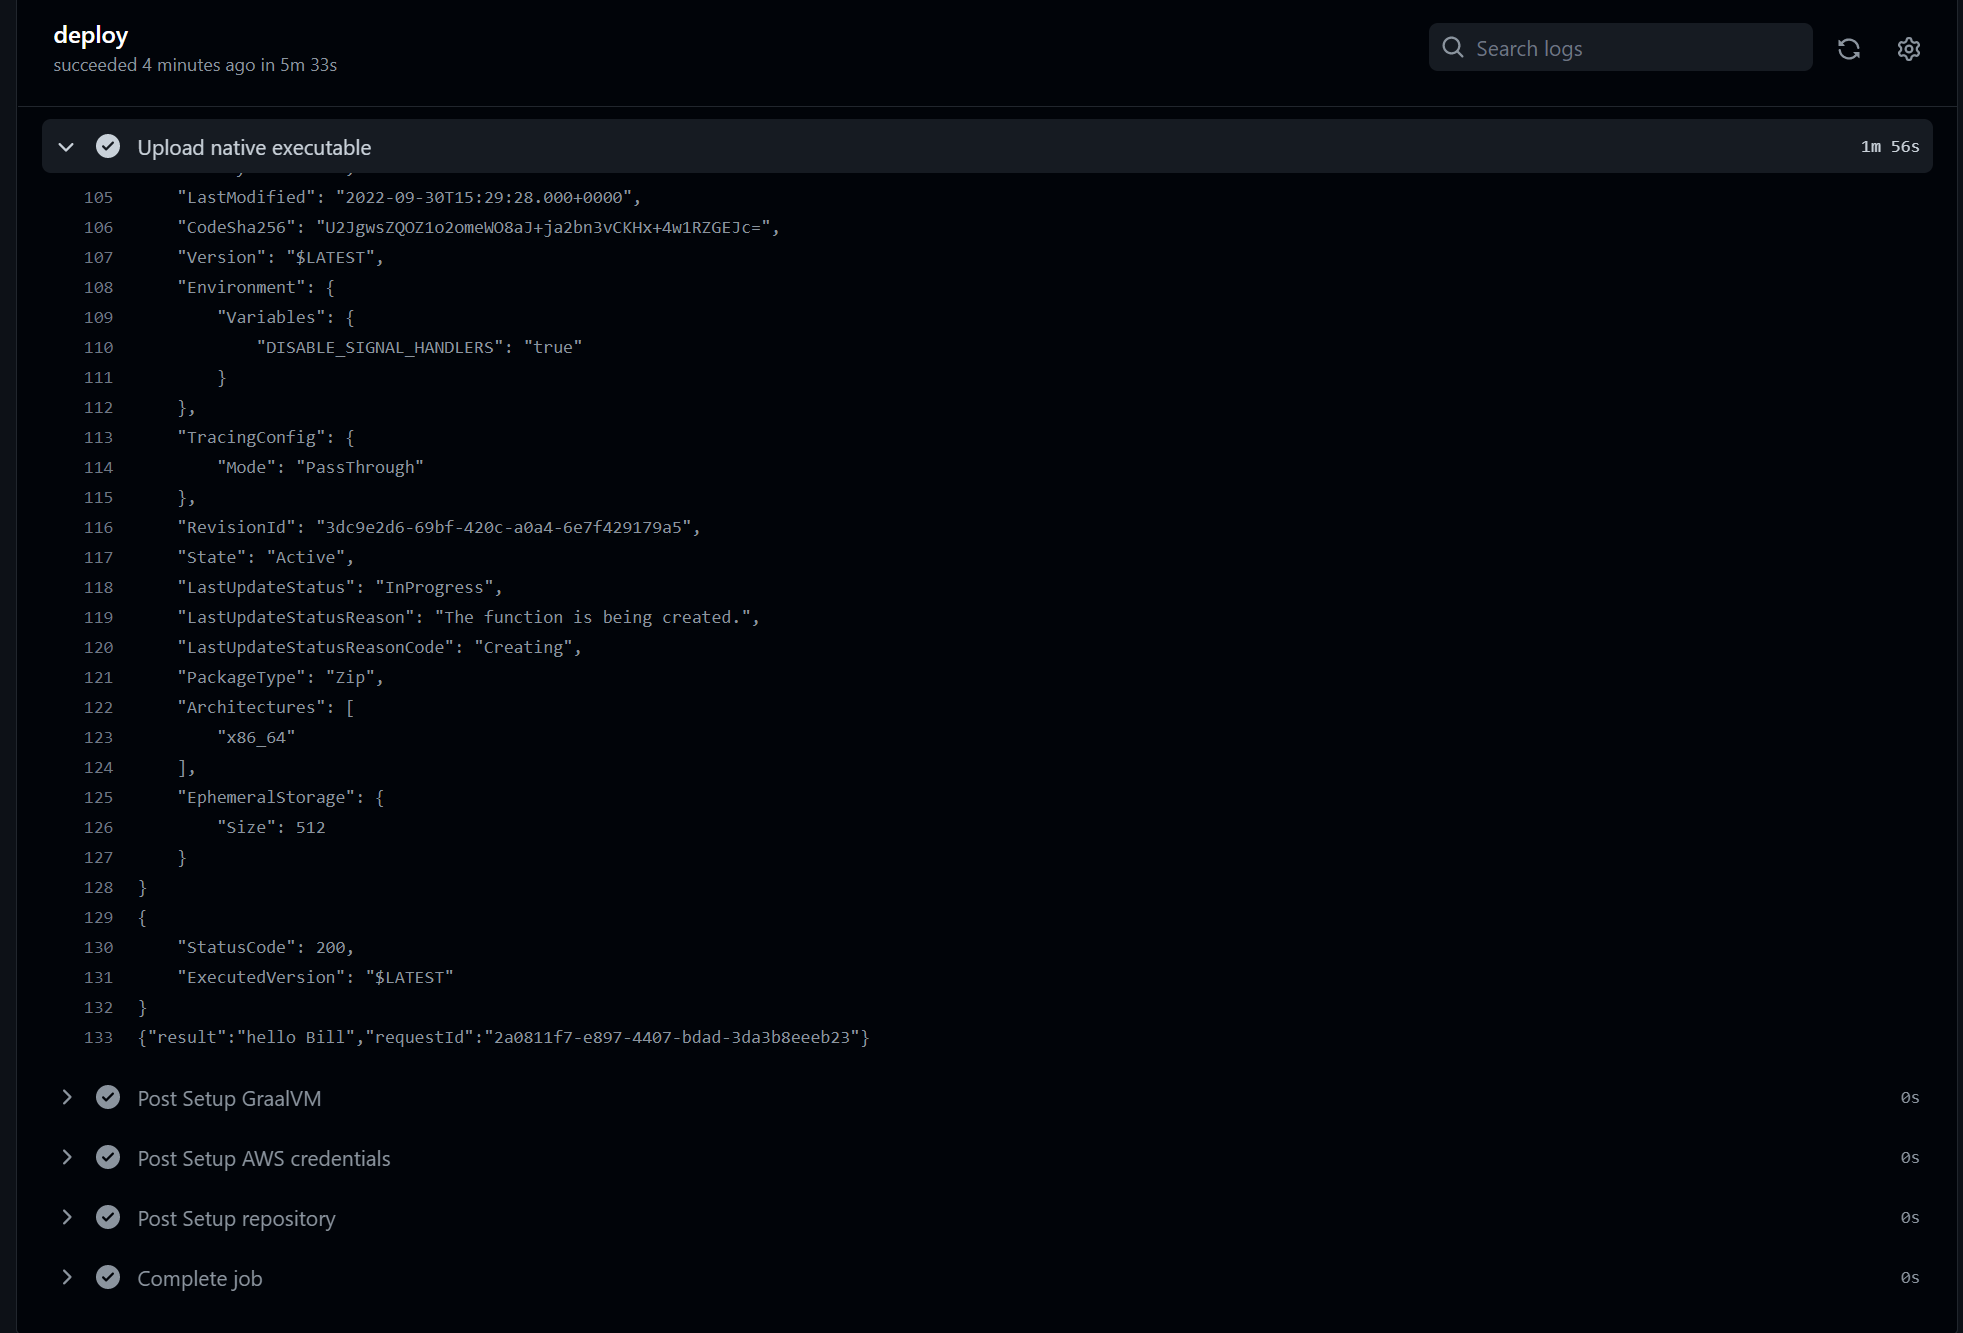 deploy
succeeded 4 minutes ago in 5m 33s
Search logs
Upload native executable 1m 56s
105 "LastModified": "2022-09-30T15:29:28.000+0000",
106 "CodeSha256": "U2JgwsZQOZ1o2omeWO8aJ+ja2bn3vCKHx+4w1RZGEJc=",
107 "Version": "$LATEST",
108 "Environment": {
109 "Variables": {
110 "DISABLE_SIGNAL_HANDLERS": "true"
111 }
112 },
113 "TracingConfig": {
114 "Mode": "PassThrough"
115 },
116 "RevisionId": "3dc9e2d6-69bf-420c-a0a4-6e7f429179a5",
117 "State": "Active",
118 "LastUpdateStatus": "InProgress",
119 "LastUpdateStatusReason": "The function is being created.",
120 "LastUpdateStatusReasonCode": "Creating",
121 "PackageType": "Zip",
122 "Architectures": [
123 "x86_64"
124 ],
125 "EphemeralStorage": {
126 "Size": 512
127 }
128 }
129 {
130 "StatusCode": 200,
131 "ExecutedVersion": "$LATEST"
132 }
133 {"result":"hello Bill","requestId":"2a0811f7-e897-4407-bdad-3da3b8eeeb23"}
Post Setup GraalVM 0s
Post Setup AWS credentials 0s
Post Setup repository 0s
Complete job 0s